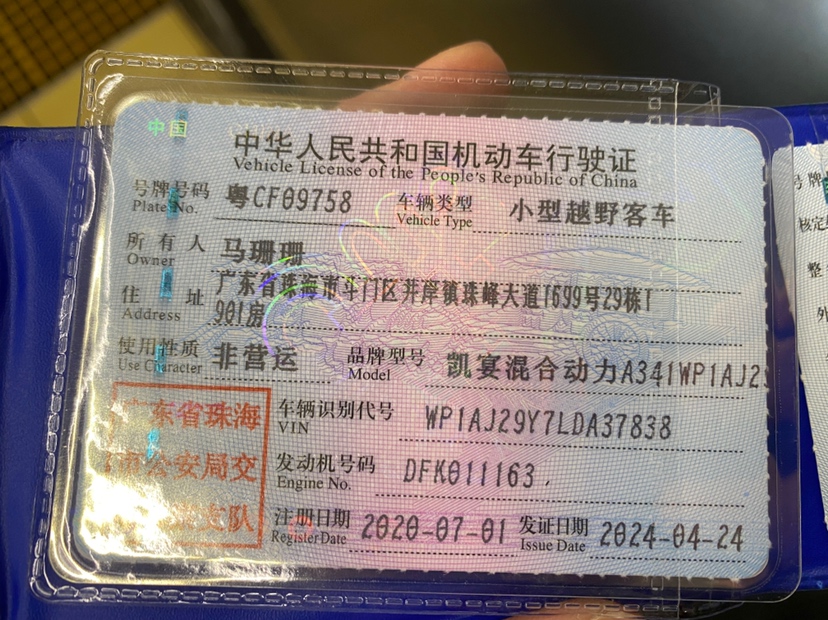 中国
中华人民共和国机动车行驶证
Vehicle License of the People's Republic of China
号牌号码 粤CF09758 车辆类型 小型越野客车
Plate No. Vehicle Type
所有人 马珊珊
Owner
住址 广东省珠海市斗门区井岸镇珠峰大道1699号29栋1
Address 901房
使用性质 非营运 品牌型号 凯宴混合动力A341WP1AJ2
Use Character Model
广东省珠海 车辆识别代号 WP1AJ29Y7LDA37838
VIN
市公安局交 发动机号码 DFK011163
Engine No.
支队 注册日期 2020-07-01 发证日期 2024-04-24
Register Date Issue Date
号牌
核定
整
外